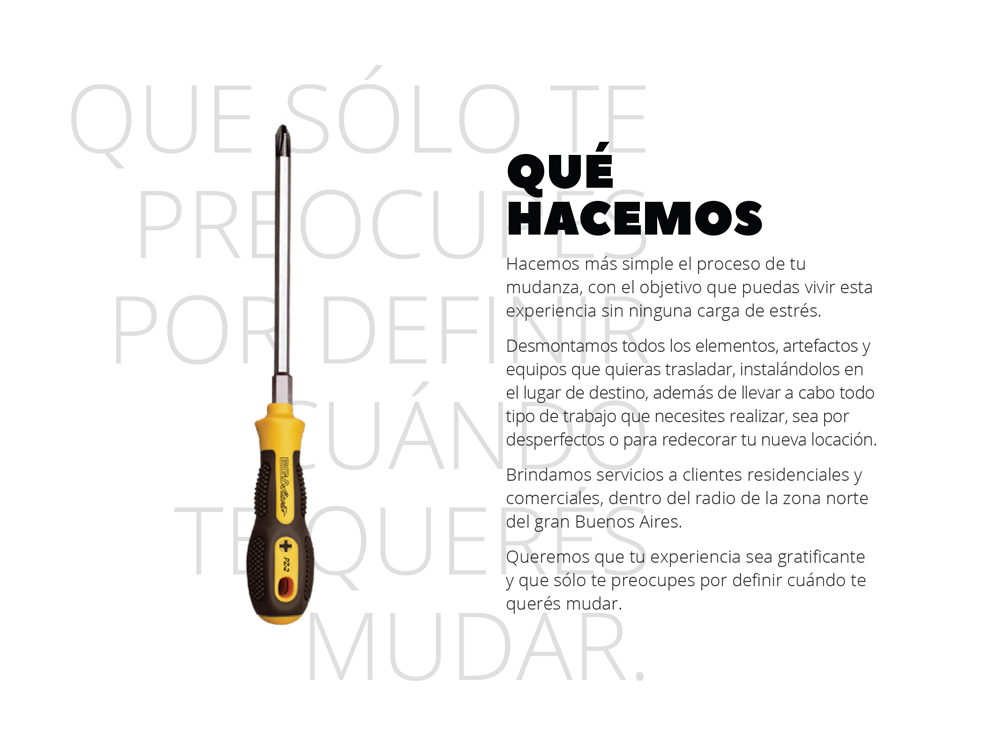 QUE SÓLO TE
PREOCUPES
POR DEFINIR
CUÁNDO
TE QUERÉS
MUDAR.
QUÉ
HACEMOS
Hacemos más simple el proceso de tu
mudanza, con el objetivo que puedas vivir esta
experiencia sin ninguna carga de estrés.
Desmontamos todos los elementos, artefactos y
equipos que quieras trasladar, instalándolos en
el lugar de destino, además de llevar a cabo todo
tipo de trabajo que necesites realizar, sea por
desperfectos o para redecorar tu nueva locación.
Brindamos servicios a clientes residenciales y
comerciales, dentro del radio de la zona norte
del gran Buenos Aires.
Queremos que tu experiencia sea gratificante
y que sólo te preocupes por definir cuándo te
querés mudar.
PZ-2